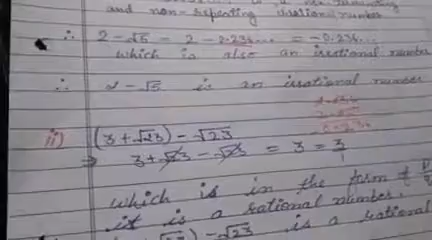 and non-repeating
∴ 2 - √5 = 2 - 2.236... = -0.236...
which is also an irrational number
∴ 2 - √5 is an irrational number
ii) (3 + √23) - √23
⇒ 3 + √23 - √23 = 3 = 3/1
which is in the form of
it is a rational number.
- √23 is a rational